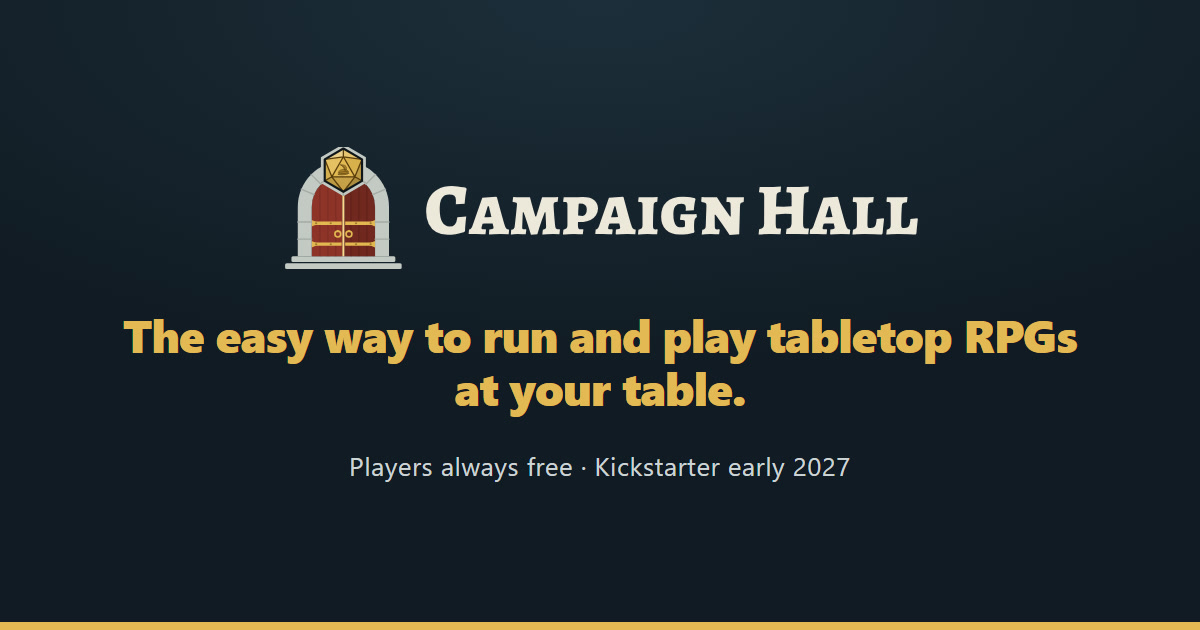 Campaign Hall
The easy way to run and play tabletop RPGs
at your table.
Players always free · Kickstarter early 2027